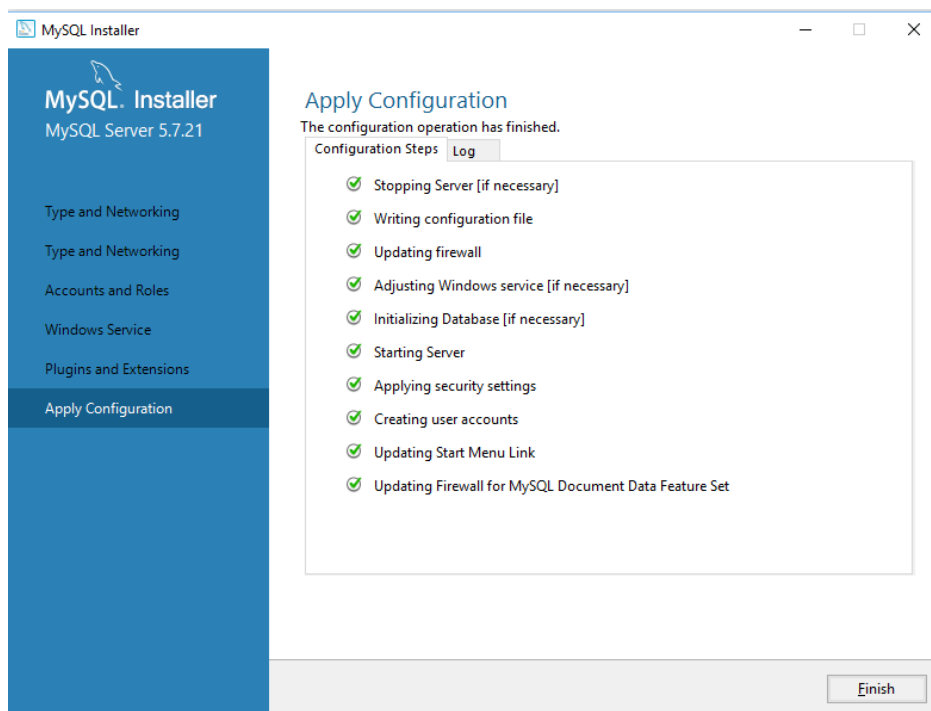 MySQL Installer
MySQL. Installer
MySQL Server 5.7.21
Type and Networking
Type and Networking
Accounts and Roles
Windows Service
Plugins and Extensions
Apply Configuration
Apply Configuration
The configuration operation has finished.
Configuration Steps Log
Stopping Server [if necessary]
Writing configuration file
Updating firewall
Adjusting Windows service [if necessary]
Initializing Database [if necessary]
Starting Server
Applying security settings
Creating user accounts
Updating Start Menu Link
Updating Firewall for MySQL Document Data Feature Set
Finish